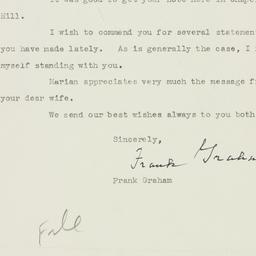 It was good to get your note here in Chapel
Hill.
I wish to commend you for several statement
you have made lately. As is generally the case, I
myself standing with you.
Marian appreciates very much the message f
your dear wife.
We send our best wishes always to you both
Sincerely,
Frank Graham
Frank Graham
File